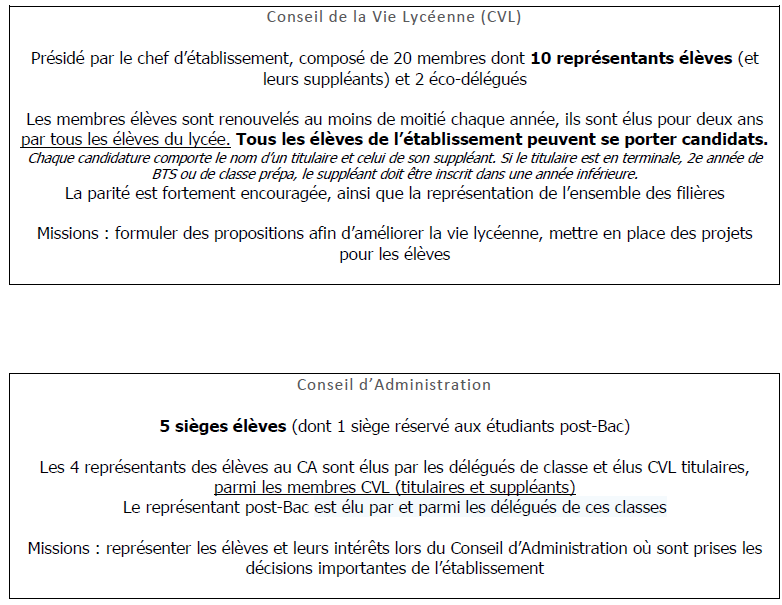 Conseil de la Vie Lycéenne (CVL)
Présidé par le chef d’établissement, composé de 20 membres dont 10 représentants élèves (et
leurs suppléants) et 2 éco-délégués
Les membres élèves sont renouvelés au moins de moitié chaque année, ils sont élus pour deux ans
par tous les élèves du lycée. Tous les élèves de l’établissement peuvent se porter candidats.
Chaque candidature comporte le nom d’un titulaire et celui de son suppléant. Si le titulaire est en terminale, 2e année de
BTS ou de classe prépa, le suppléant doit être inscrit dans une année inférieure.
La parité est fortement encouragée, ainsi que la représentation de l’ensemble des filières
Missions : formuler des propositions afin d’améliorer la vie lycéenne, mettre en place des projets
pour les élèves
Conseil d’Administration
5 sièges élèves (dont 1 siège réservé aux étudiants post-Bac)
Les 4 représentants des élèves au CA sont élus par les délégués de classe et élus CVL titulaires,
parmi les membres CVL (titulaires et suppléants)
Le représentant post-Bac est élu par et parmi les délégués de ces classes
Missions : représenter les élèves et leurs intérêts lors du Conseil d’Administration où sont prises les
décisions importantes de l’établissement